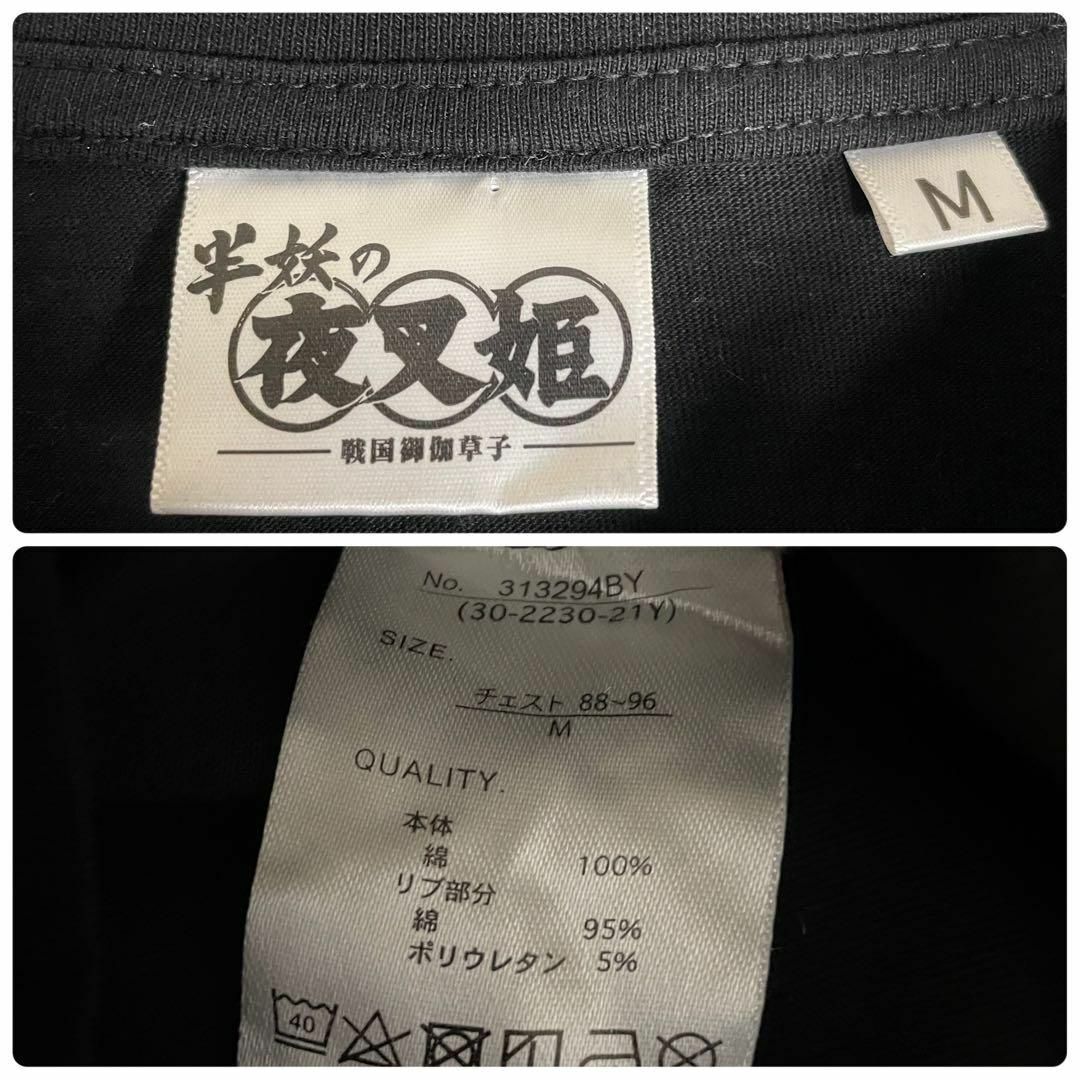 半妖の
夜叉姫
戦国御伽草子
M
No. 313294BY
(30-2230-21Y)
SIZE.
チェスト 88~96
M
QUALITY.
本体
綿 100%
リブ部分
綿 95%
ポリウレタン 5%
40